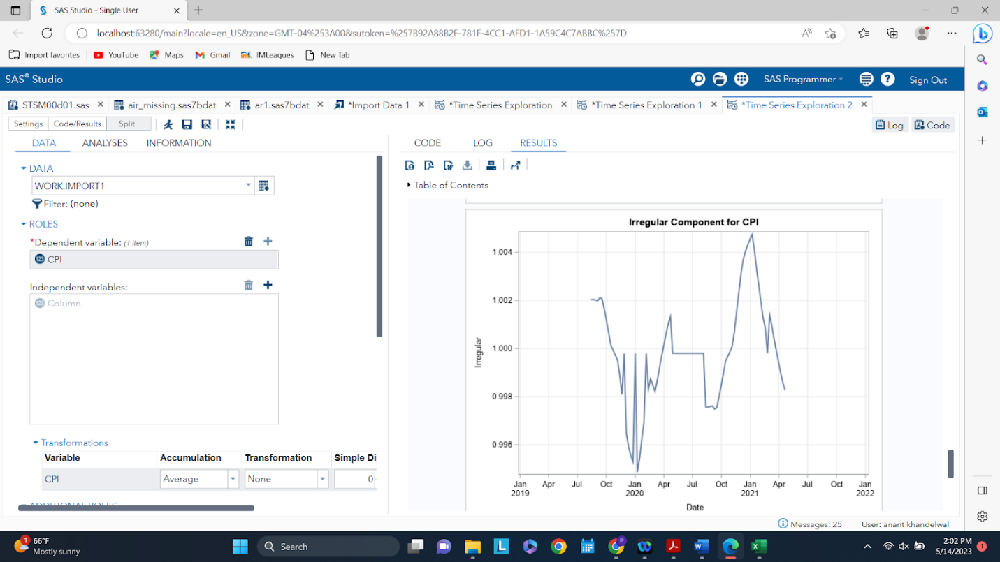 SAS Studio - Single User
localhost:63280/main?locale=en_US&zone=GMT-04%253A00&sutoken=%257B92A88B2F-781F-4CC1-AFD1-1A59C4C7ABBC%257D
Import favorites YouTube Maps Gmail IMLeagues New Tab
SAS® Studio SAS Programmer Sign Out
STSM00d01.sas air_missing.sas7bdat ar1.sas7bdat *Import Data 1 *Time Series Exploration *Time Series Exploration 1 *Time Series Exploration 2
Settings Code/Results Split Log Code
DATA ANALYSES INFORMATION
DATA
WORK.IMPORT1
Filter: (none)
ROLES
*Dependent variable: (1 item)
123 CPI
Independent variables:
123 Column
Transformations
Variable Accumulation Transformation Simple Di
CPI Average None 0
ADDITIONAL ROLES
CODE LOG RESULTS
Table of Contents
Irregular Component for CPI
1.004
1.002
1.000
0.998
0.996
Irregular
Jan Apr Jul Oct Jan Apr Jul Oct Jan Apr Jul Oct Jan
2019 2020 2021 2022
Date
Messages: 25 User: anant khandelwal
1 66°F
Mostly sunny
Search
P
2:02 PM
5/14/2023
1